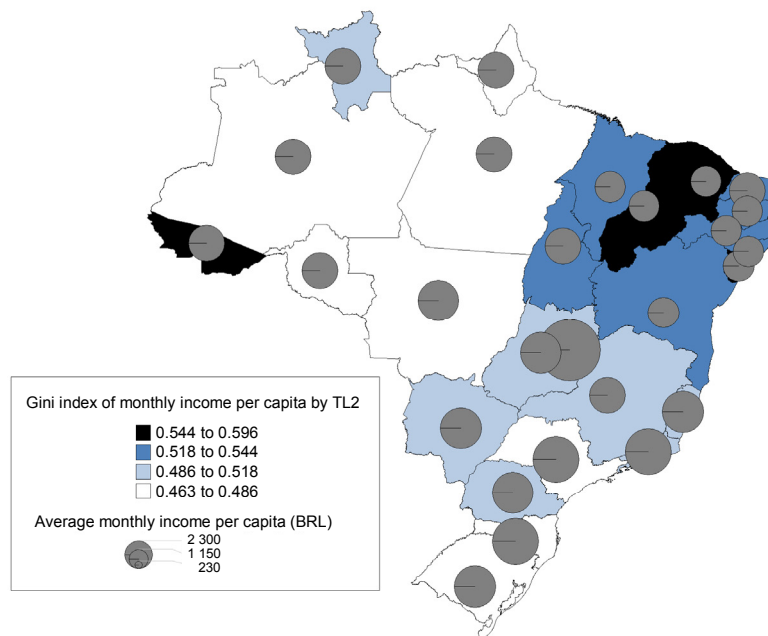 Gini index of monthly income per capita by TL2
0.544 to 0.596
0.518 to 0.544
0.486 to 0.518
0.463 to 0.486
Average monthly income per capita (BRL)
2 300
1 150
230